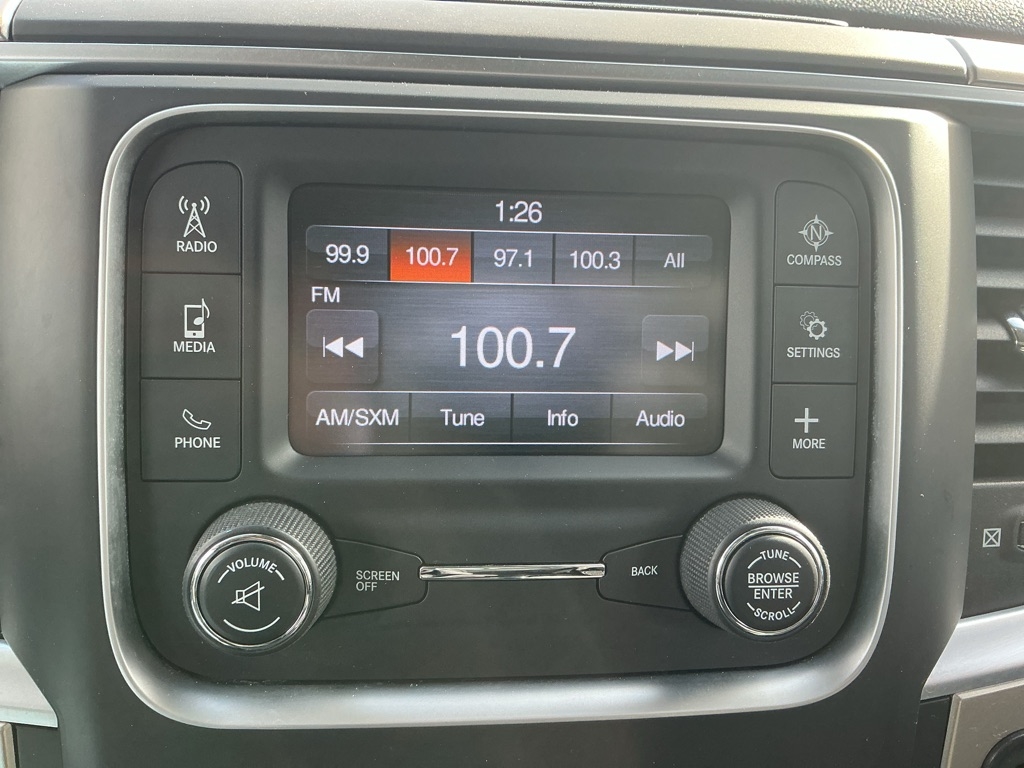 1:26
99.9 100.7 97.1 100.3 All
FM
100.7
AM/SXM Tune Info Audio
RADIO
MEDIA
PHONE
N
COMPASS
SETTINGS
MORE
VOLUME
SCREEN
OFF
BACK
TUNE
BROWSE
ENTER
SCROLL